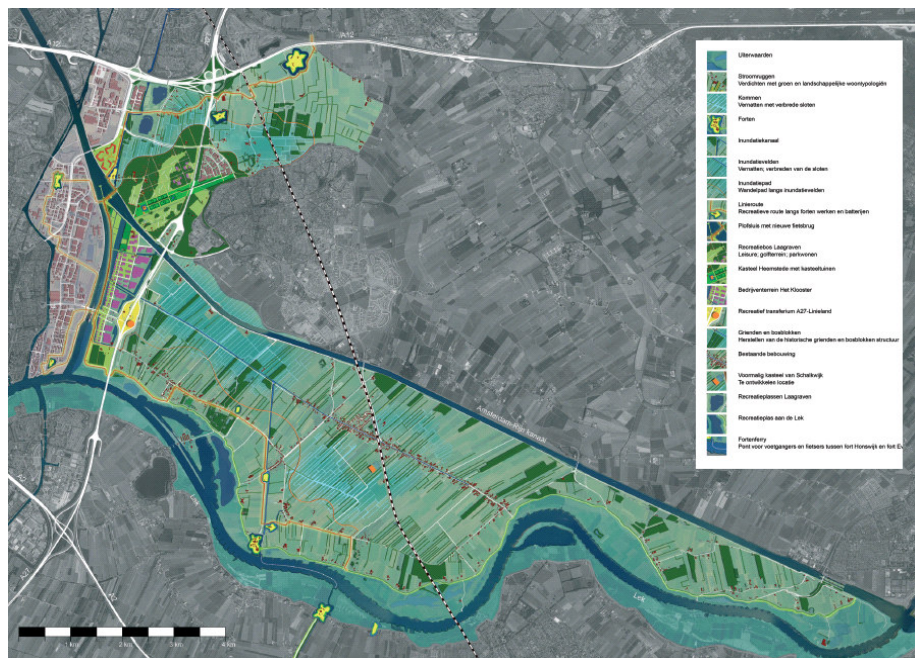 A12
A12
Uiterwaarden
Stroomruggen
Verdichten met groen en landschappelijke woontypologiën
Kommen
Vernatten met verbrede sloten
Forten
Inundatiekanaal
Inundatievelden
Vernatten; verbreden van de sloten
Inundatiepad
Wandelpad langs inundatievelden
Linieroute
Recreatieve route langs forten werken en batterijen
Plofsluis met nieuwe fietsbrug
Recreatiebos Laagraven
Leisure, golfterrein, parkwonen
Kasteel Heemstede met kasteeltuinen
Bedrijventerrein Het Klooster
Recreatief transferium A27-Linieland
Grienden en bosblokken
Herstellen van de historische grienden en bosblokken structuur
Bestaande bebouwing
Voormalig kasteel van Schalkwijk
Te ontwikkelen locatie
Recreatieplassen Laagraven
Recreatieplas aan de Lek
Fortenferry
Pont voor voetgangers en fietsers tussen fort Honswijk en fort Ev
Amsterdam-Rijn kanaal
A2
A27
A2
Lek
1 km
2 km
3 km
4 km